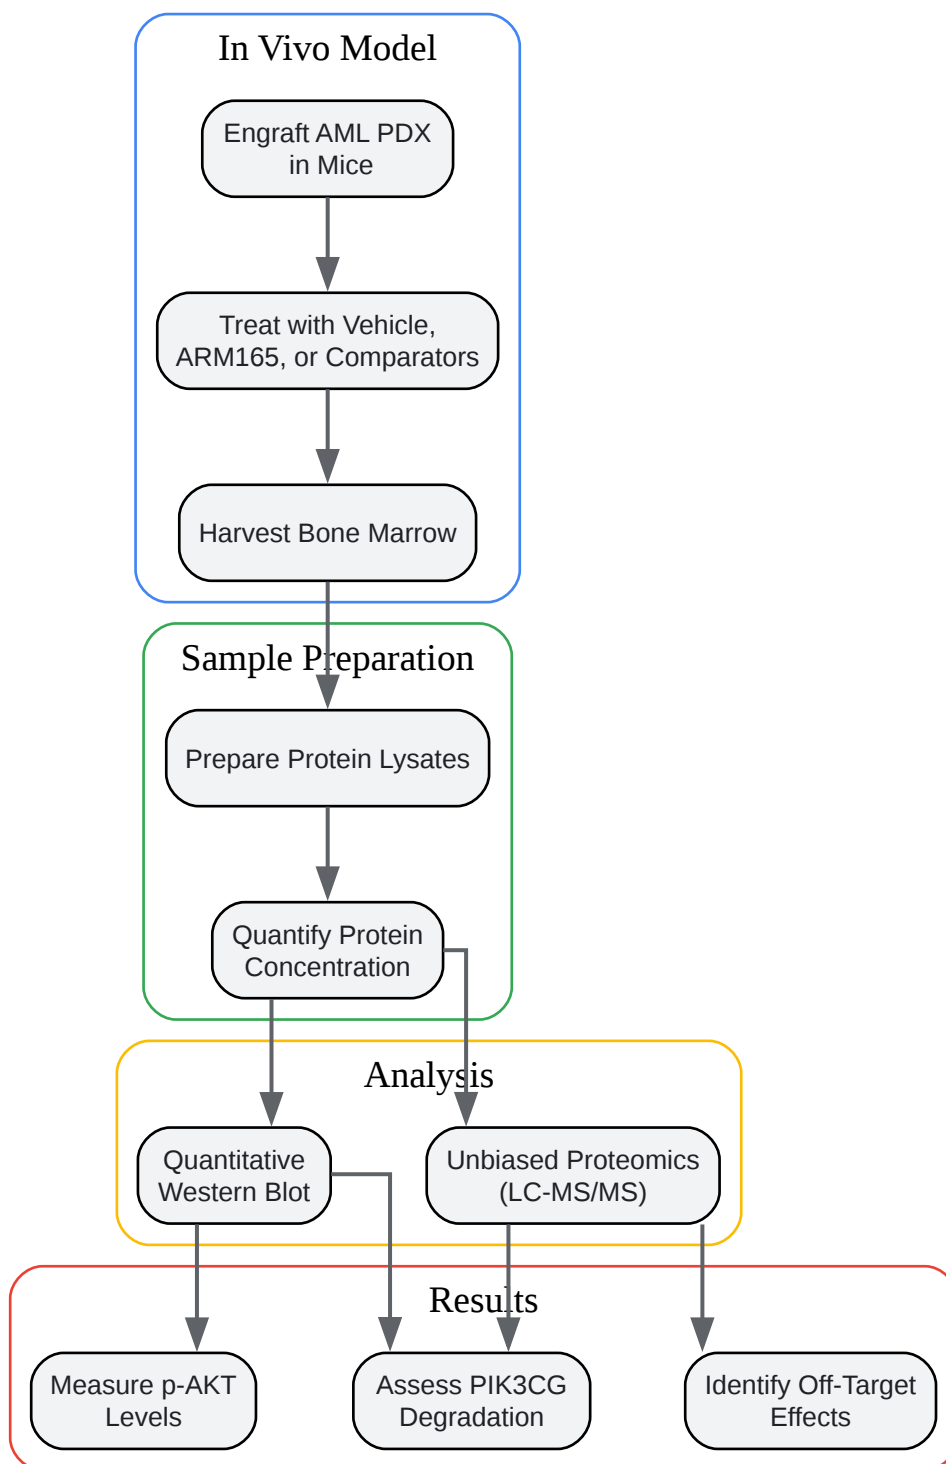 In Vivo Model
Engraft AML PDX
in Mice
Treat with Vehicle,
ARM165, or Comparators
Harvest Bone Marrow
Sample Preparation
Prepare Protein Lysates
Quantify Protein
Concentration
Analysis
Quantitative
Western Blot
Unbiased Proteomics
(LC-MS/MS)
Results
Measure p-AKT
Levels
Assess PIK3CG
Degradation
Identify Off-Target
Effects